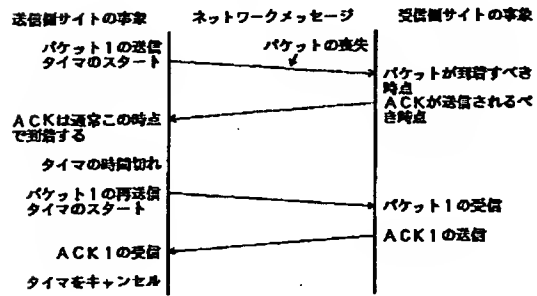 送信側サイトの事象
ネットワークメッセージ
受信側サイトの事象
パケット1の送信
タイマのスタート
パケットの喪失
パケットが到着すべき
時点
ACKが送信されるべ
き時点
ACKは通常この時点
で到着する
タイマの時間切れ
パケット1の再送信
タイマのスタート
パケット1の受信
ACK1の送信
ACK1の受信
タイマをキャンセル